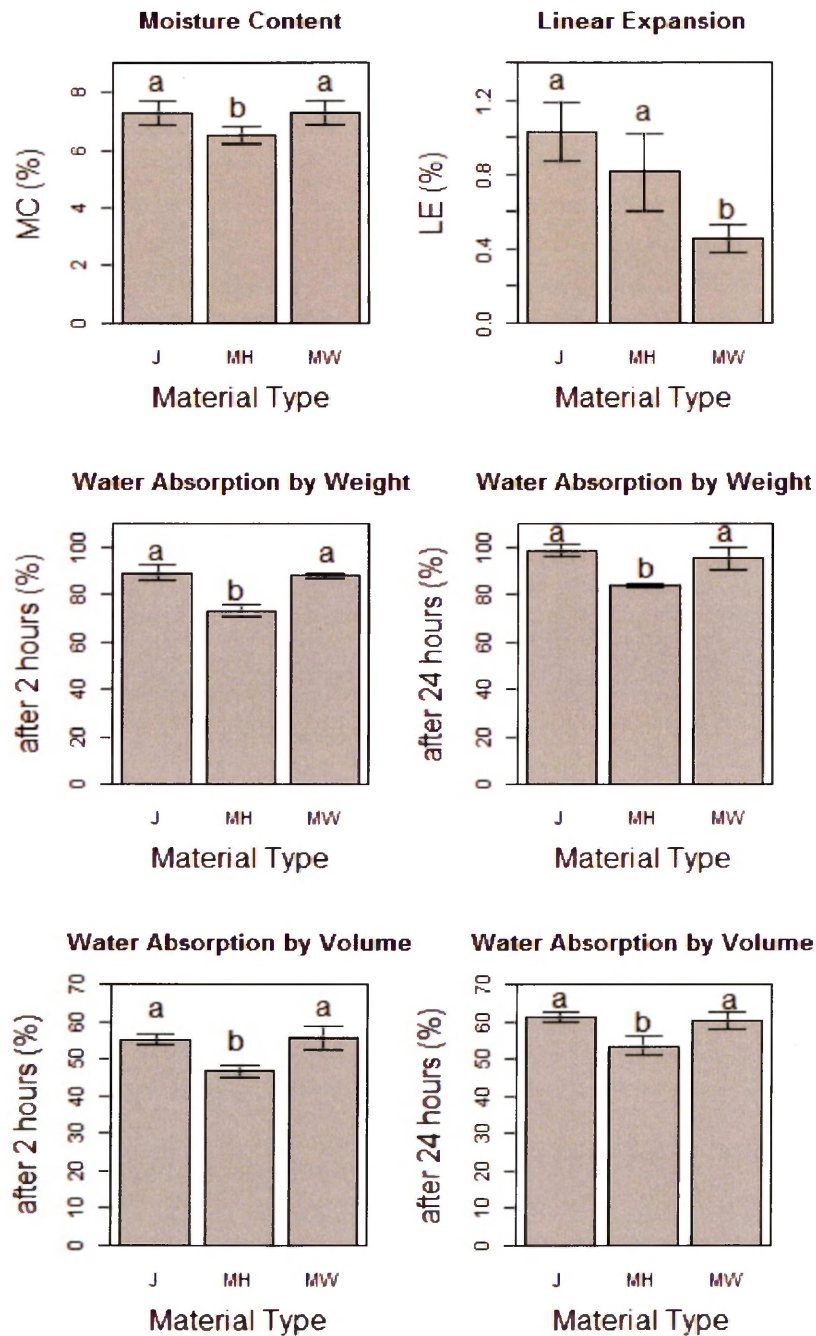 Moisture Content
a
b
a
MC (%)
0
2
4
6
8
J
MH
MW
Material Type
Linear Expansion
a
a
b
LE (%)
0.0
0.4
0.8
1.2
J
MH
MW
Material Type
Water Absorption by Weight
a
b
a
after 2 hours (%)
0
20
40
60
80
100
J
MH
MW
Material Type
Water Absorption by Weight
a
b
a
after 24 hours (%)
0
20
40
60
80
100
J
MH
MW
Material Type
Water Absorption by Volume
a
b
a
after 2 hours (%)
0
10
20
30
40
50
60
70
J
MH
MW
Material Type
Water Absorption by Volume
a
b
a
after 24 hours (%)
0
10
20
30
40
50
60
70
J
MH
MW
Material Type